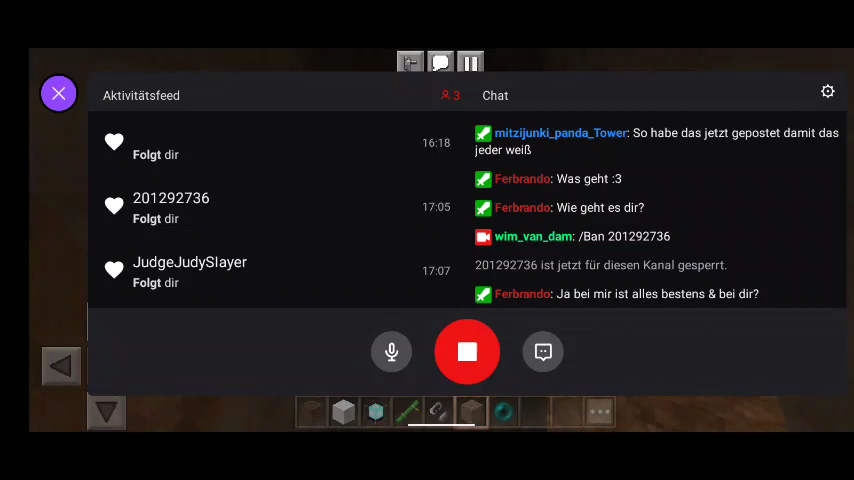 Aktivitätsfeed
3
Chat
Folgt dir
16:18
201292736
Folgt dir
17:05
JudgeJudySlayer
Folgt dir
17:07
mitzijunki_panda_Tower: So habe das jetzt gepostet damit das
jeder weiß
Ferbrando: Was geht :3
Ferbrando: Wie geht es dir?
wim_van_dam: /Ban 201292736
201292736 ist jetzt für diesen Kanal gesperrt.
Ferbrando: Ja bei mir ist alles bestens & bei dir?